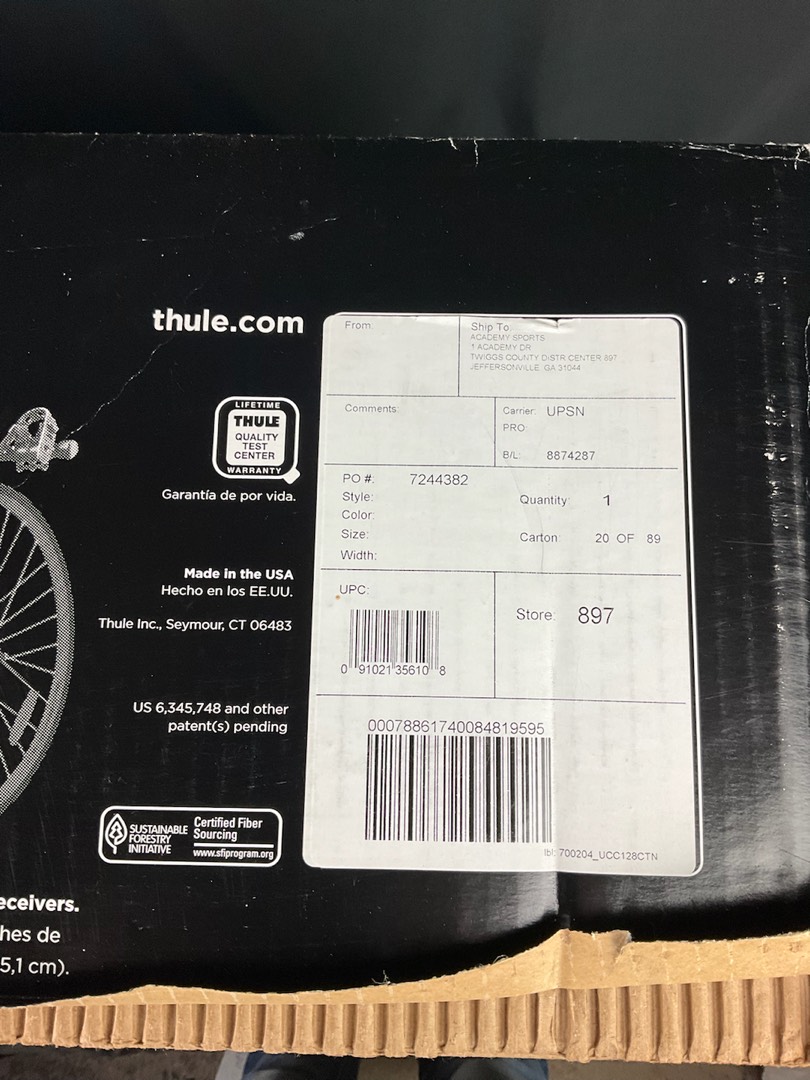 thule.com
LIFETIME
THULE
QUALITY
TEST
CENTER
WARRANTY
Garantía de por vida.
Made in the USA
Hecho en los EE.UU.
Thule Inc., Seymour, CT 06483
US 6,345,748 and other
patent(s) pending
SUSTAINABLE
FORESTRY
INITIATIVE
Certified Fiber
Sourcing
www.sfiprogram.org
eceivers.
hes de
5,1 cm).
From:
Ship To:
ACADEMY SPORTS
1 ACADEMY DR
TWIGGS COUNTY DISTR CENTER 897
JEFFERSONVILLE, GA 31044
Comments:
Carrier: UPSN
PRO:
B/L: 8874287
PO #: 7244382
Style:
Color:
Size:
Width:
Quantity: 1
Carton: 20 OF 89
UPC:
0 91021 35610 8
Store: 897
00078861740084819595
lbl: 700204_UCC128CTN